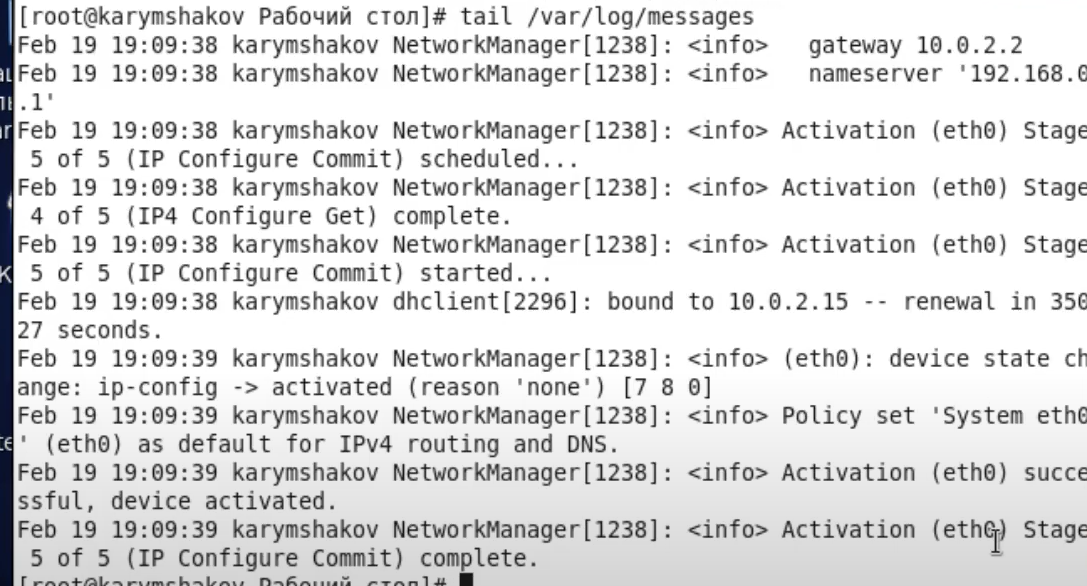 [root@karymshakov Рабочий стол]# tail /var/log/messages
Feb 19 19:09:38 karymshakov NetworkManager[1238]: <info>   gateway 10.0.2.2
Feb 19 19:09:38 karymshakov NetworkManager[1238]: <info>   nameserver '192.168.0
.1'
Feb 19 19:09:38 karymshakov NetworkManager[1238]: <info> Activation (eth0) Stage
 5 of 5 (IP Configure Commit) scheduled...
Feb 19 19:09:38 karymshakov NetworkManager[1238]: <info> Activation (eth0) Stage
 4 of 5 (IP4 Configure Get) complete.
Feb 19 19:09:38 karymshakov NetworkManager[1238]: <info> Activation (eth0) Stage
 5 of 5 (IP Configure Commit) started...
Feb 19 19:09:38 karymshakov dhclient[2296]: bound to 10.0.2.15 -- renewal in 350
27 seconds.
Feb 19 19:09:39 karymshakov NetworkManager[1238]: <info> (eth0): device state ch
ange: ip-config -> activated (reason 'none') [7 8 0]
Feb 19 19:09:39 karymshakov NetworkManager[1238]: <info> Policy set 'System eth0
' (eth0) as default for IPv4 routing and DNS.
Feb 19 19:09:39 karymshakov NetworkManager[1238]: <info> Activation (eth0) succe
ssful, device activated.
Feb 19 19:09:39 karymshakov NetworkManager[1238]: <info> Activation (eth0) Stage
 5 of 5 (IP Configure Commit) complete.
[root@karymshakov Рабочий стол]#